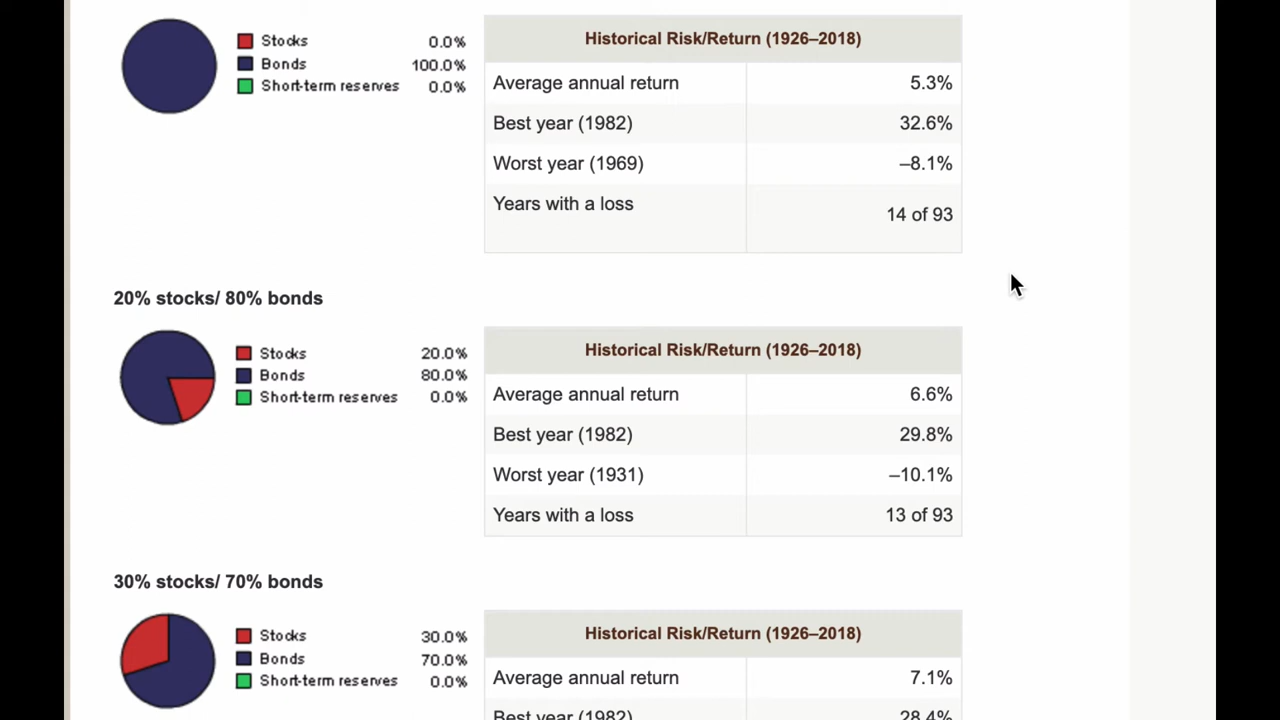 Stocks 0.0%
Bonds 100.0%
Short-term reserves 0.0%
Historical Risk/Return (1926–2018)
Average annual return 5.3%
Best year (1982) 32.6%
Worst year (1969) –8.1%
Years with a loss 14 of 93
20% stocks/ 80% bonds
Stocks 20.0%
Bonds 80.0%
Short-term reserves 0.0%
Historical Risk/Return (1926–2018)
Average annual return 6.6%
Best year (1982) 29.8%
Worst year (1931) –10.1%
Years with a loss 13 of 93
30% stocks/ 70% bonds
Stocks 30.0%
Bonds 70.0%
Short-term reserves 0.0%
Historical Risk/Return (1926–2018)
Average annual return 7.1%
Best year (1982) 28.4%